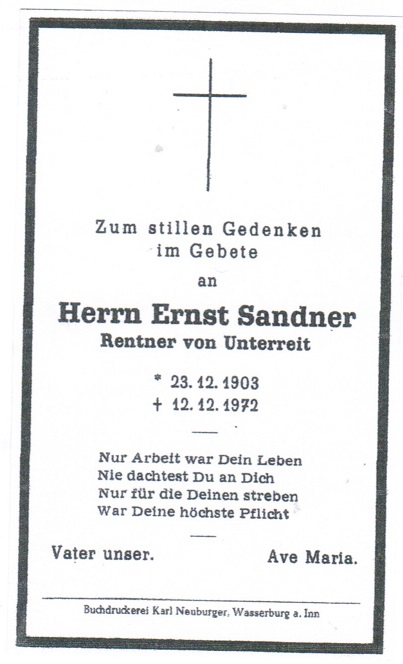 Zum stillen Gedenken
im Gebete
an
Herrn Ernst Sandner
Rentner von Unterreit
* 23. 12. 1903
+ 12. 12. 1972
Nur Arbeit war Dein Leben
Nie dachtest Du an Dich
Nur für die Deinen streben
War Deine höchste Pflicht
Vater unser. Ave Maria.
Buchdruckerei Karl Neuburger, Wasserburg a. Inn